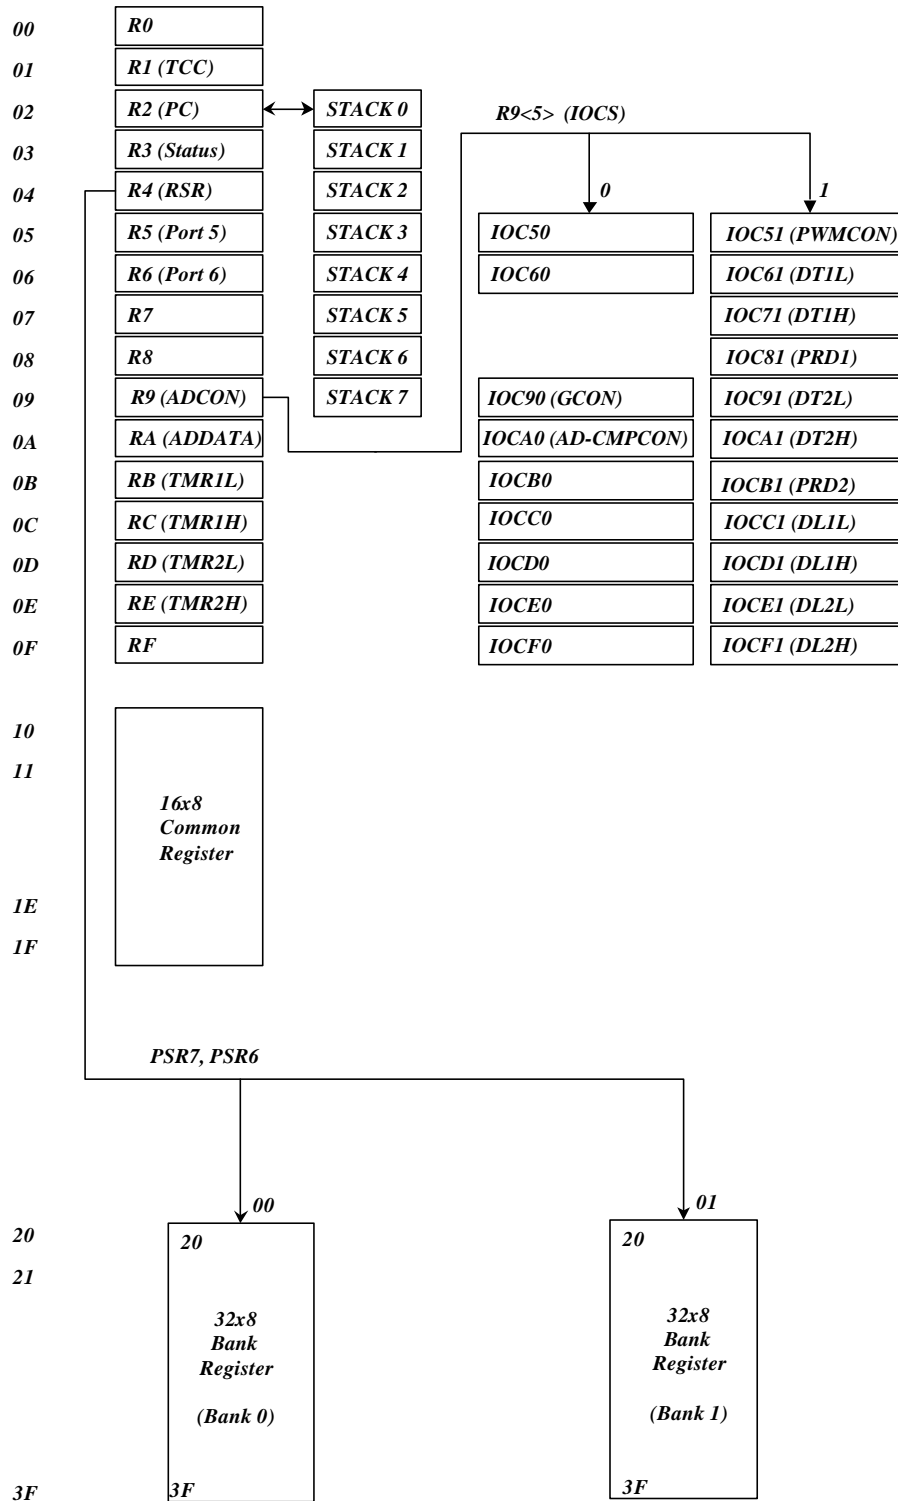 00 R0
01 R1 (TCC)
02 R2 (PC) STACK 0 R9<5> (IOCS)
03 R3 (Status) STACK 1
04 R4 (RSR) STACK 2 0 1
05 R5 (Port 5) STACK 3 IOC50 IOC51 (PWMCON)
06 R6 (Port 6) STACK 4 IOC60 IOC61 (DT1L)
07 R7 STACK 5 IOC71 (DT1H)
08 R8 STACK 6 IOC81 (PRD1)
09 R9 (ADCON) STACK 7 IOC90 (GCON) IOC91 (DT2L)
0A RA (ADDATA) IOCA0 (AD-CMPCON) IOCA1 (DT2H)
0B RB (TMR1L) IOCB0 IOCB1 (PRD2)
0C RC (TMR1H) IOCC0 IOCC1 (DL1L)
0D RD (TMR2L) IOCD0 IOCD1 (DL1H)
0E RE (TMR2H) IOCE0 IOCE1 (DL2L)
0F RF IOCF0 IOCF1 (DL2H)
10
11
16x8
Common
Register
1E
1F
PSR7, PSR6
00 01
20 20 20
21
32x8 32x8
Bank Bank
Register Register
(Bank 0) (Bank 1)
3F 3F 3F